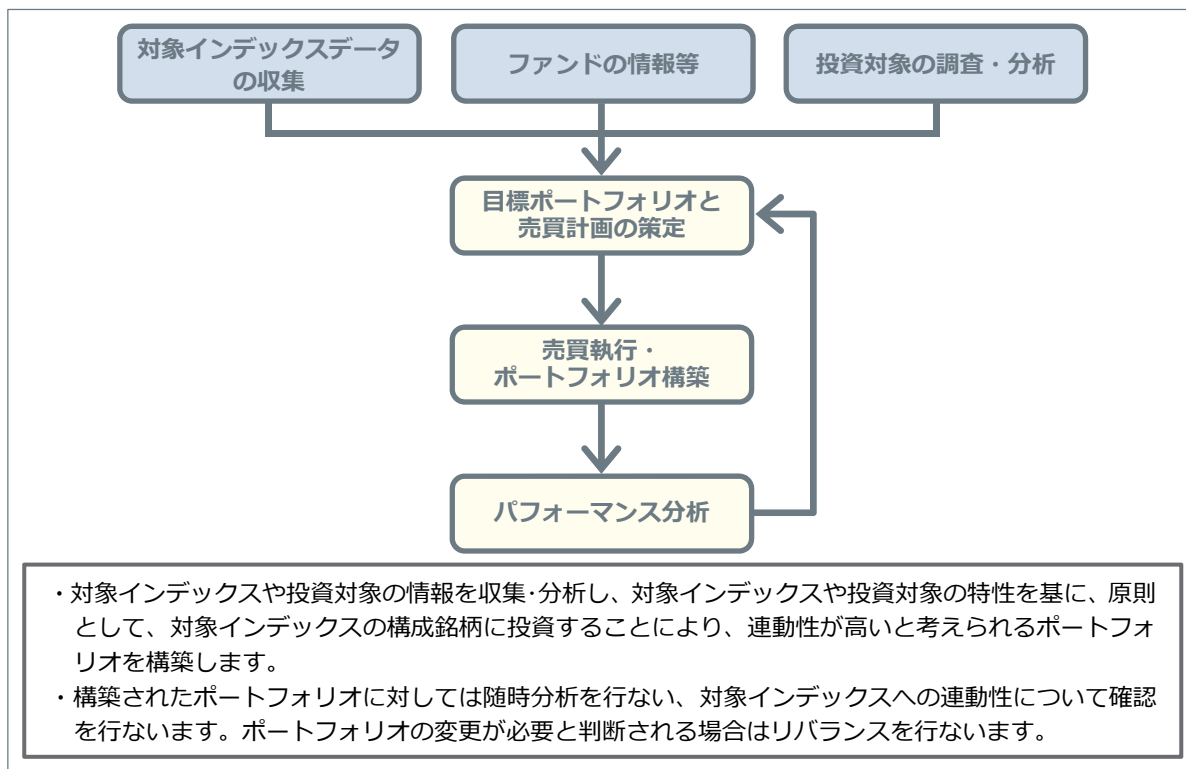 対象インデックスデータ
の収集
ファンドの情報等
投資対象の調査・分析
目標ポートフォリオと
売買計画の策定
売買執行・
ポートフォリオ構築
パフォーマンス分析
・対象インデックスや投資対象の情報を収集・分析し、対象インデックスや投資対象の特性を基に、原則
として、対象インデックスの構成銘柄に投資することにより、連動性が高いと考えられるポートフォ
リオを構築します。
・構築されたポートフォリオに対しては随時分析を行ない、対象インデックスへの連動性について確認
を行ないます。ポートフォリオの変更が必要と判断される場合はリバランスを行ないます。